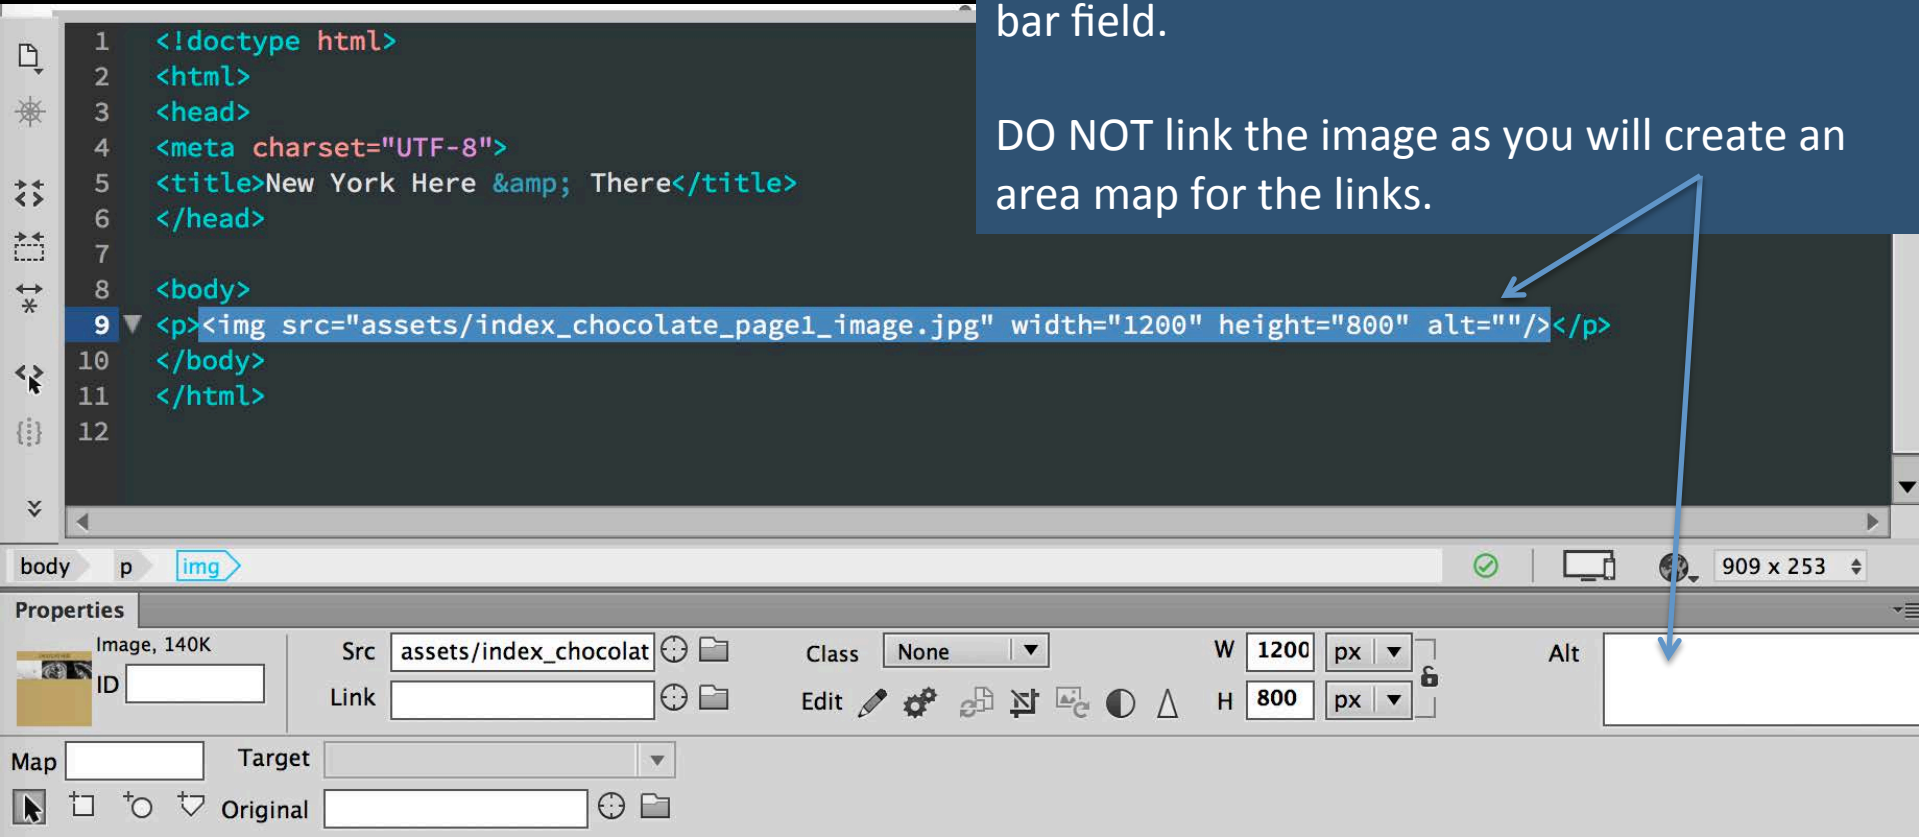 bar field.
DO NOT link the image as you will create an
area map for the links.
1 <!doctype html>
2 <html>
3 <head>
4 <meta charset="UTF-8">
5 <title>New York Here &amp; There</title>
6 </head>
7
8 <body>
9 <p><img src="assets/index_chocolate_page1_image.jpg" width="1200" height="800" alt=""/></p>
10 </body>
11 </html>
12
body p img 909 x 253
Properties
Image, 140K Src assets/index_chocolat Class None W 1200 px Alt
ID Link Edit H 800 px
Map Target
Original